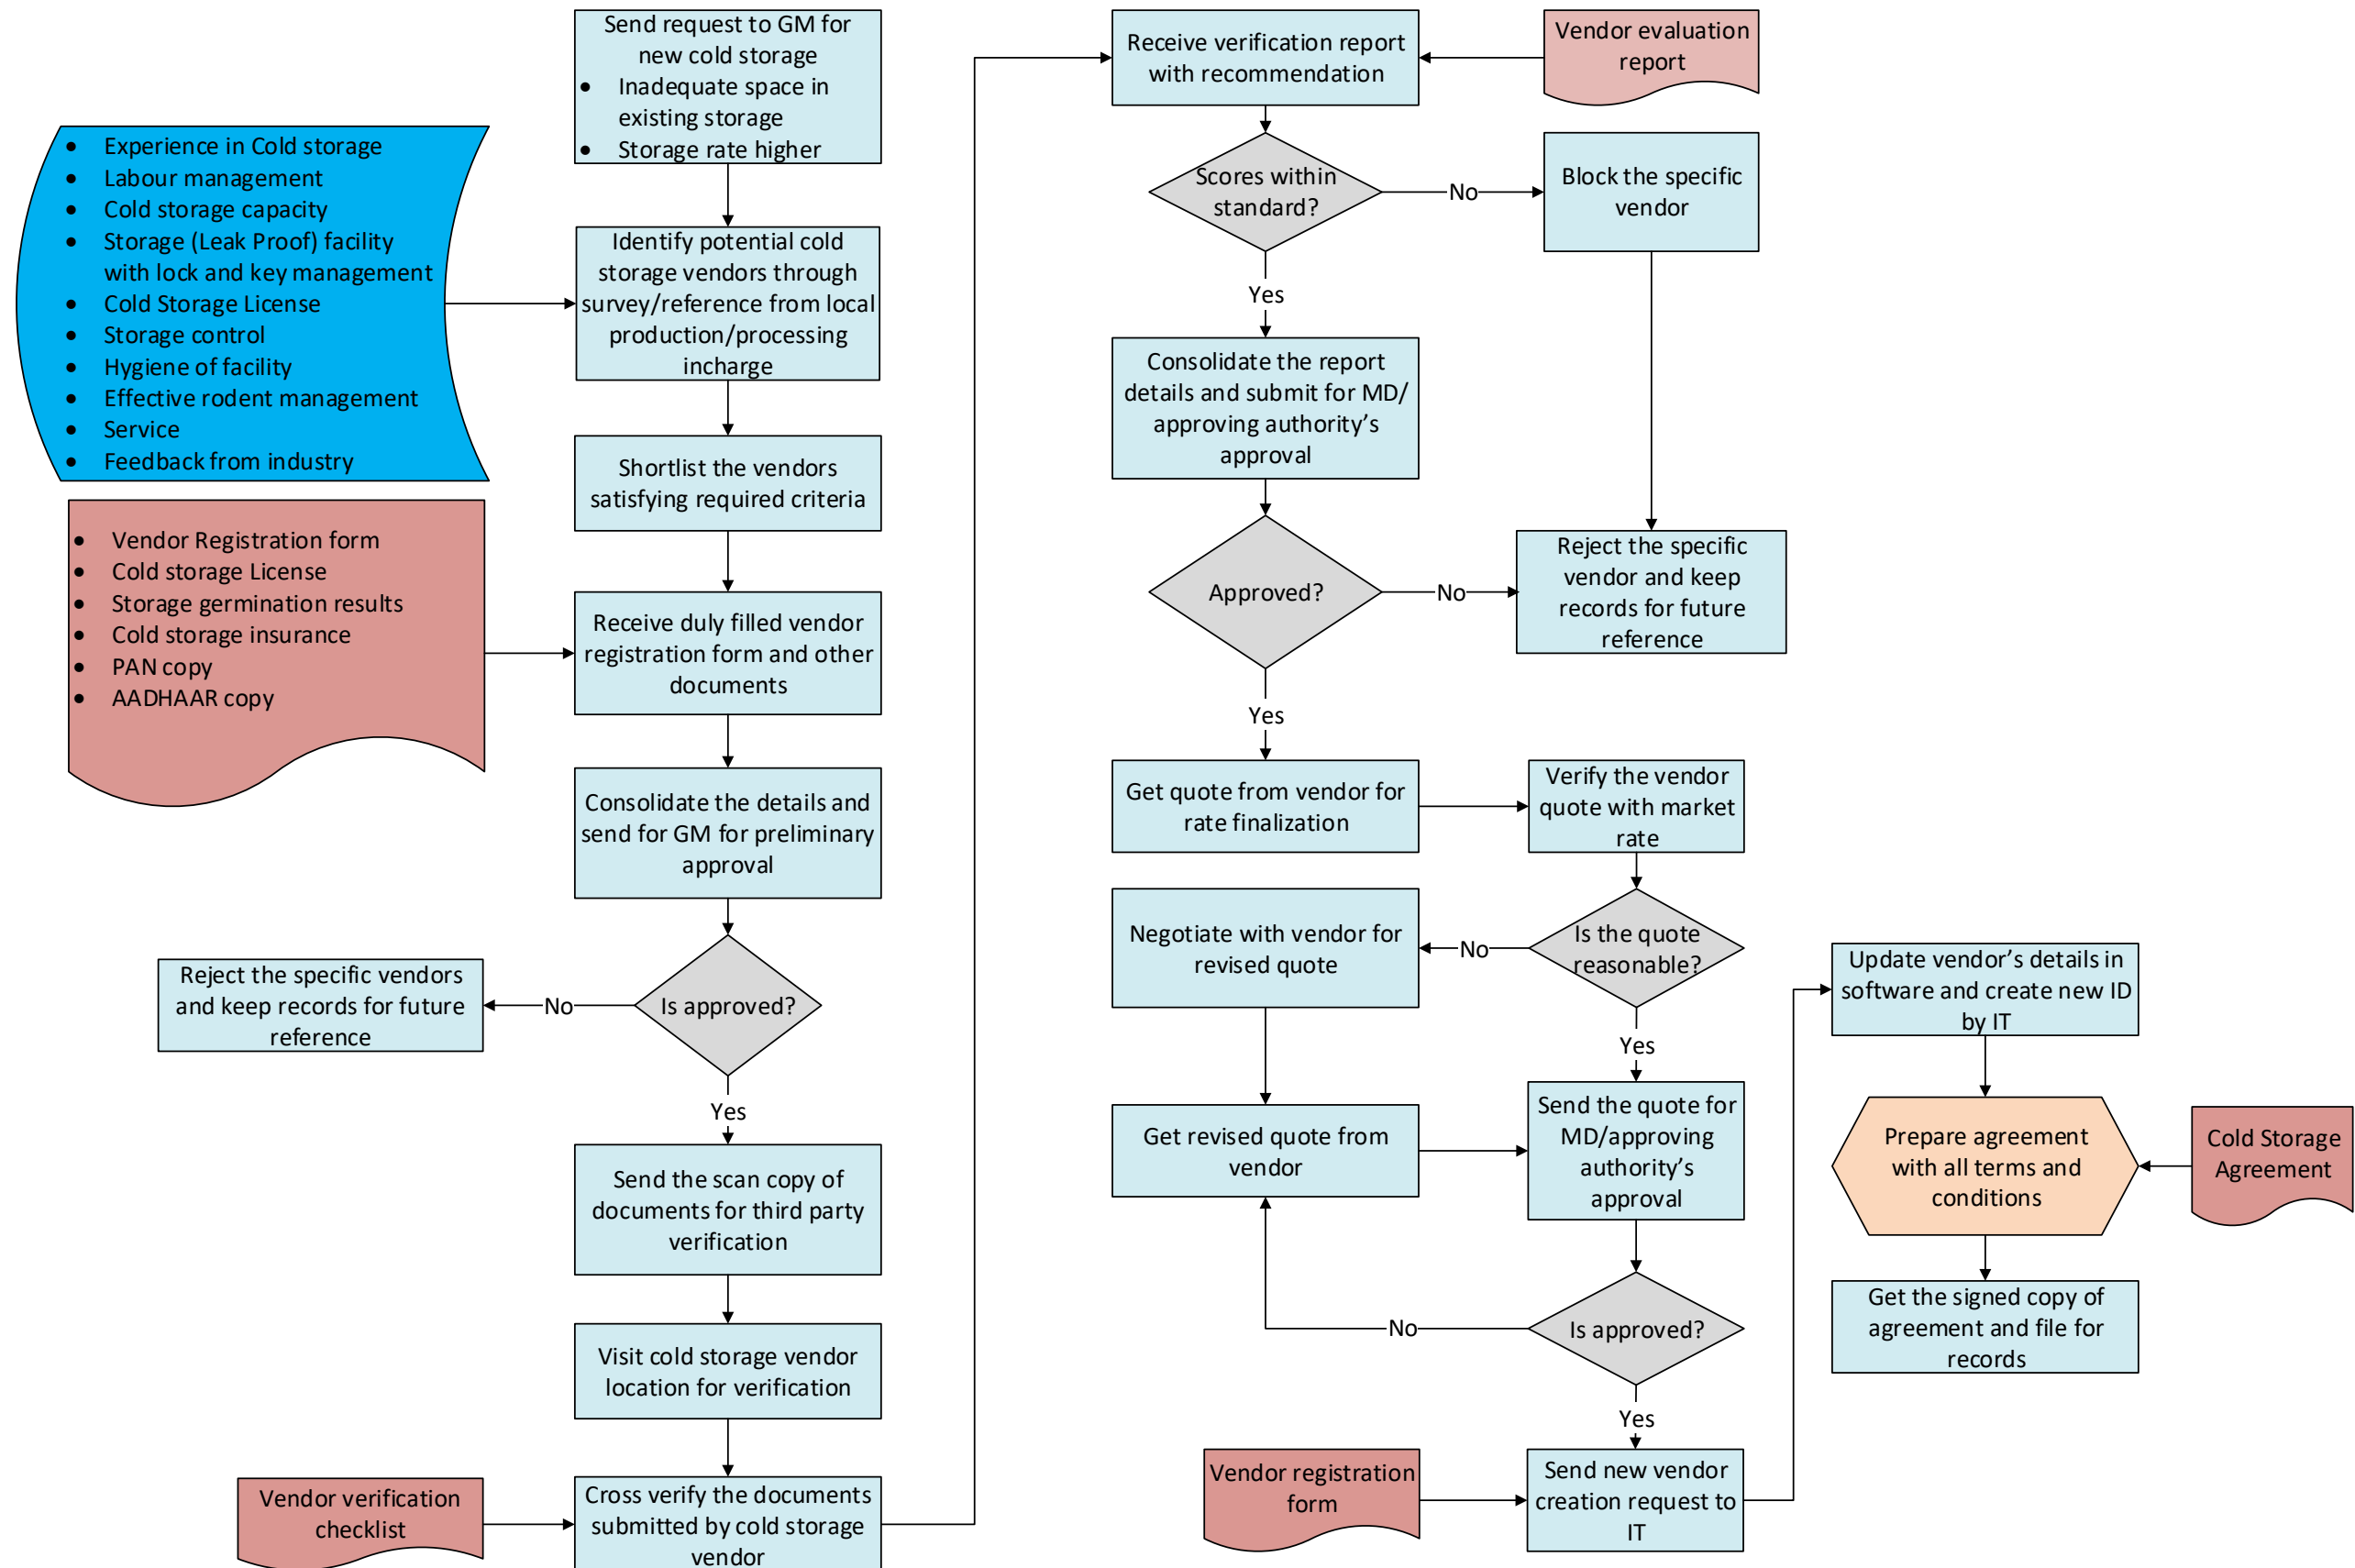 Send request to GM for
new cold storage
• Inadequate space in
existing storage
• Storage rate higher
• Experience in Cold storage
• Labour management
• Cold storage capacity
• Storage (Leak Proof) facility
with lock and key management
• Cold Storage License
• Storage control
• Hygiene of facility
• Effective rodent management
• Service
• Feedback from industry
Identify potential cold
storage vendors through
survey/reference from local
production/processing
incharge
Shortlist the vendors
satisfying required criteria
• Vendor Registration form
• Cold storage License
• Storage germination results
• Cold storage insurance
• PAN copy
• AADHAAR copy
Receive duly filled vendor
registration form and other
documents
Consolidate the details and
send for GM for preliminary
approval
Is approved?
No
Reject the specific vendors
and keep records for future
reference
Yes
Send the scan copy of
documents for third party
verification
Visit cold storage vendor
location for verification
Vendor verification
checklist
Cross verify the documents
submitted by cold storage
vendor
Receive verification report
with recommendation
Vendor evaluation
report
Scores within
standard?
No
Block the specific
vendor
Yes
Consolidate the report
details and submit for MD/
approving authority’s
approval
Approved?
No
Reject the specific
vendor and keep
records for future
reference
Yes
Get quote from vendor for
rate finalization
Verify the vendor
quote with market
rate
Is the quote
reasonable?
No
Negotiate with vendor for
revised quote
Yes
Get revised quote from
vendor
Send the quote for
MD/approving
authority’s
approval
Is approved?
No
Yes
Vendor registration
form
Send new vendor
creation request to
IT
Update vendor’s details in
software and create new ID
by IT
Prepare agreement
with all terms and
conditions
Cold Storage
Agreement
Get the signed copy of
agreement and file for
records